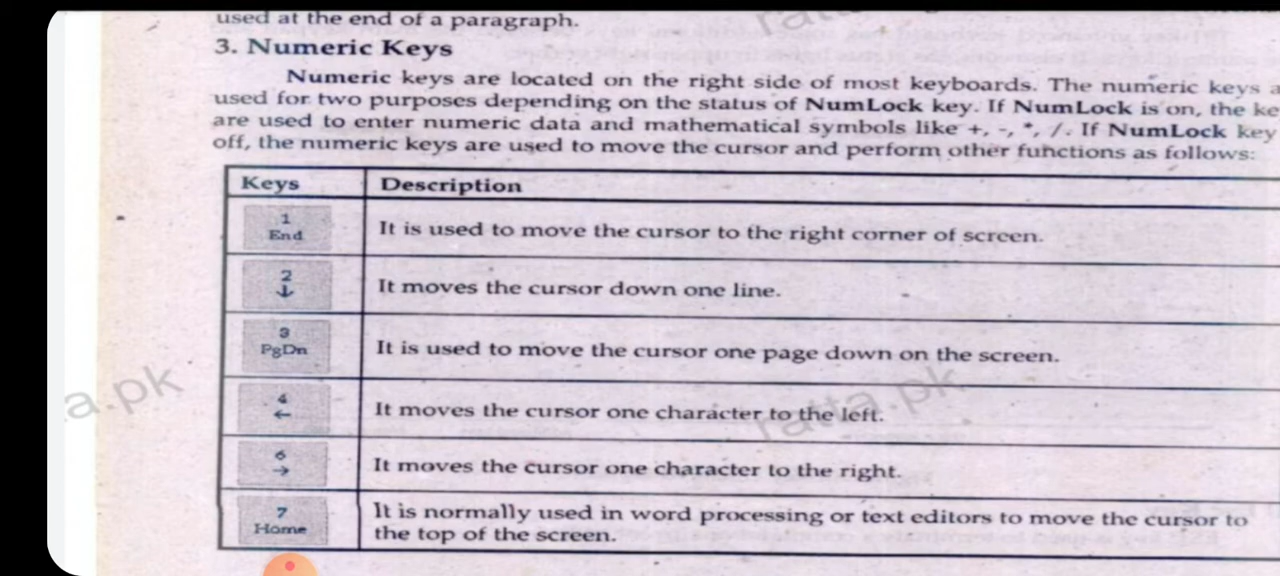 used at the end of a paragraph.
3. Numeric Keys
Numeric keys are located on the right side of most keyboards. The numeric keys a
used for two purposes depending on the status of NumLock key. If NumLock is on, the ke
are used to enter numeric data and mathematical symbols like +, -, *, /. If NumLock key
off, the numeric keys are used to move the cursor and perform other functions as follows:
Keys Description
1
End
It is used to move the cursor to the right corner of screen.
2
↓
It moves the cursor down one line.
3
PgDn
It is used to move the cursor one page down on the screen.
4
←
It moves the cursor one character to the left.
6
→
It moves the cursor one character to the right.
7
Home
It is normally used in word processing or text editors to move the cursor to
the top of the screen.
ratta
a.pk
ratta.pk